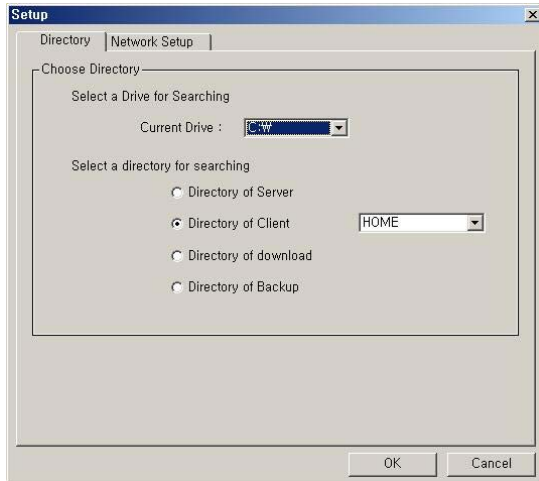 Setup
Directory
Network Setup
Choose Directory
Select a Drive for Searching
Current Drive :
C:₩
Select a directory for searching
Directory of Server
Directory of Client
HOME
Directory of download
Directory of Backup
OK
Cancel